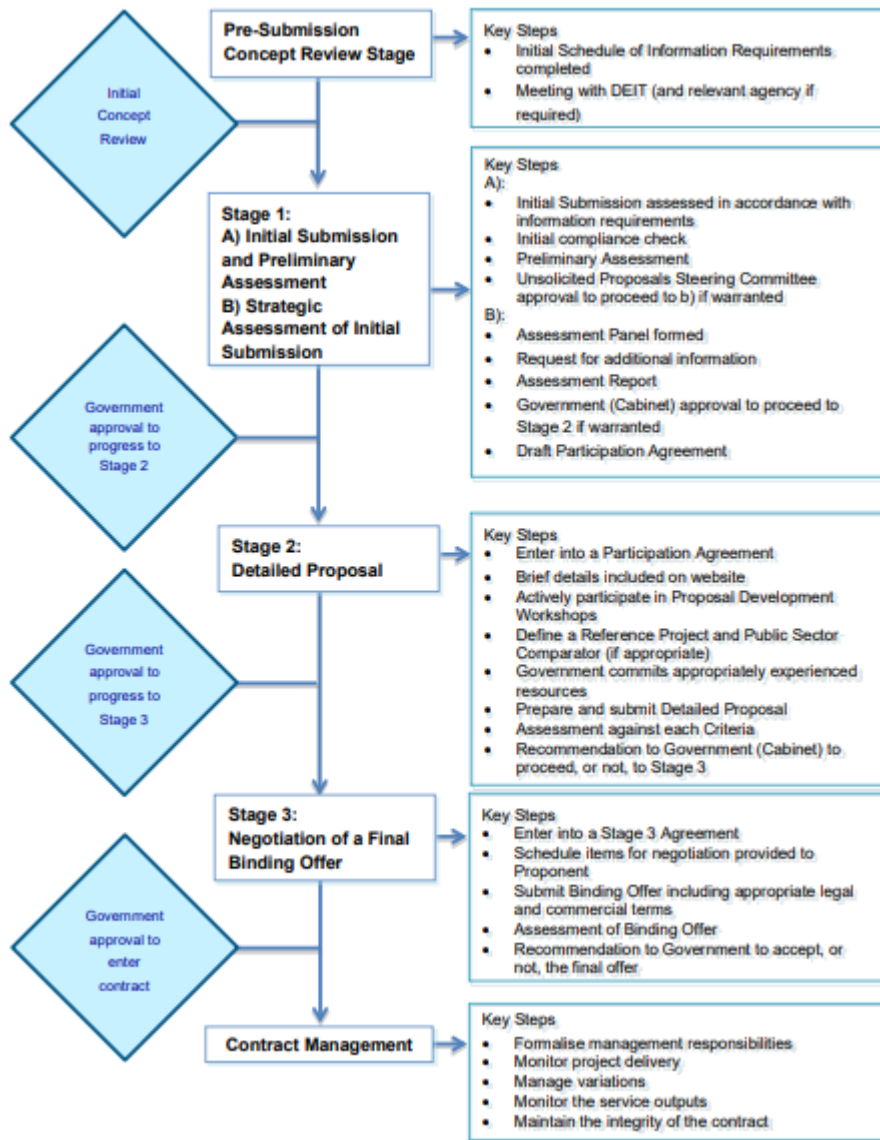 Pre-Submission
Concept Review Stage
Key Steps
• Initial Schedule of Information Requirements
completed
• Meeting with DEIT (and relevant agency if
required)
Initial
Concept
Review
Stage 1:
A) Initial Submission
and Preliminary
Assessment
B) Strategic
Assessment of Initial
Submission
Key Steps
A):
• Initial Submission assessed in accordance with
information requirements
• Initial compliance check
• Preliminary Assessment
• Unsolicited Proposals Steering Committee
approval to proceed to b) if warranted
B):
• Assessment Panel formed
• Request for additional information
• Assessment Report
• Government (Cabinet) approval to proceed to
Stage 2 if warranted
• Draft Participation Agreement
Government
approval to
progress to
Stage 2
Stage 2:
Detailed Proposal
Key Steps
• Enter into a Participation Agreement
• Brief details included on website
• Actively participate in Proposal Development
Workshops
• Define a Reference Project and Public Sector
Comparator (if appropriate)
• Government commits appropriately experienced
resources
• Prepare and submit Detailed Proposal
• Assessment against each Criteria
• Recommendation to Government (Cabinet) to
proceed, or not, to Stage 3
Government
approval to
progress to
Stage 3
Stage 3:
Negotiation of a Final
Binding Offer
Key Steps
• Enter into a Stage 3 Agreement
• Schedule items for negotiation provided to
Proponent
• Submit Binding Offer including appropriate legal
and commercial terms
• Assessment of Binding Offer
• Recommendation to Government to accept, or
not, the final offer
Government
approval to
enter
contract
Contract Management
Key Steps
• Formalise management responsibilities
• Monitor project delivery
• Manage variations
• Monitor the service outputs
• Maintain the integrity of the contract